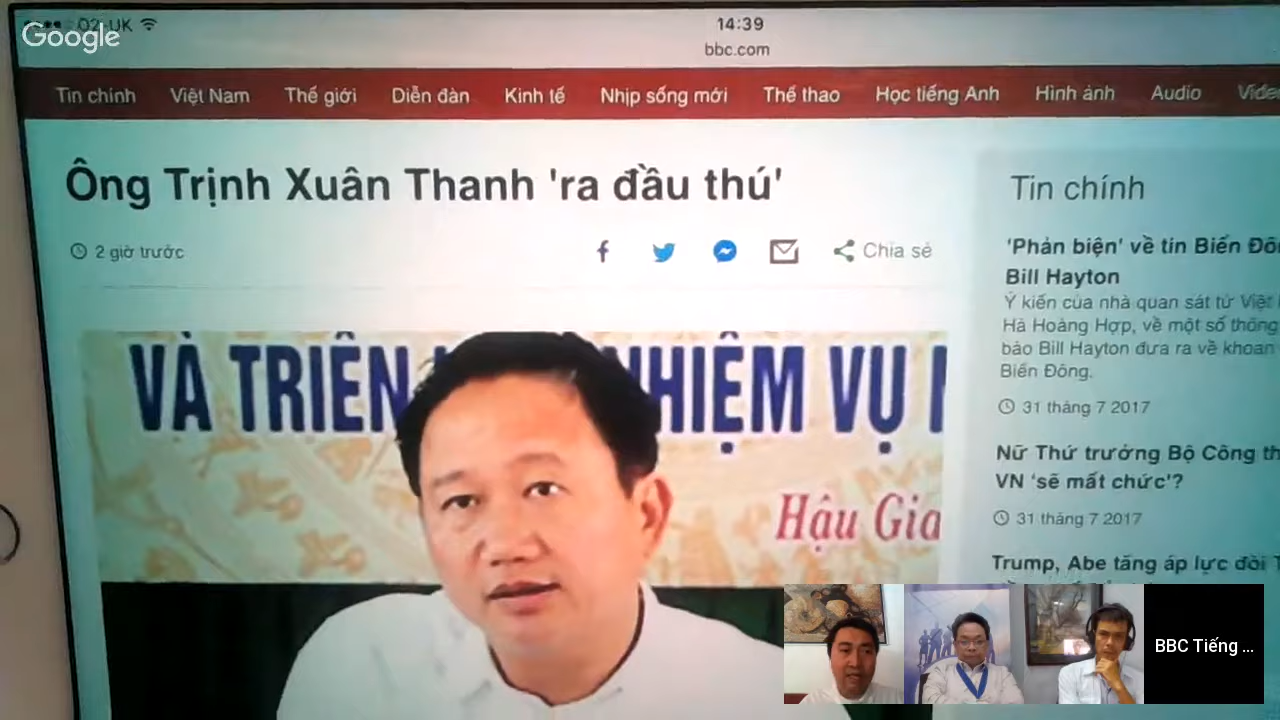 O2-UK
14:39
Google
bbc.com
Tin chính Việt Nam Thế giới Diễn đàn Kinh tế Nhịp sống mới Thể thao Học tiếng Anh Hình ảnh Audio
Ông Trịnh Xuân Thanh 'ra đầu thú'
2 giờ trước
Chia sẻ
VÀ TRIỂN NHIỆM VỤ
Hậu
Tin chính
'Phản biện' về tin Biển
Bill Hayton
Ý kiến của nhà quan sát từ Việt
Hà Hoàng Hợp, về một số thông
báo Bill Hayton đưa ra về khoan
Biển Đông.
31 tháng 7 2017
Nữ Thứ trưởng Bộ Công
VN 'sẽ mất chức'?
31 tháng 7 2017
Trump, Abe tăng áp lực đòi
BBC Tiếng ...